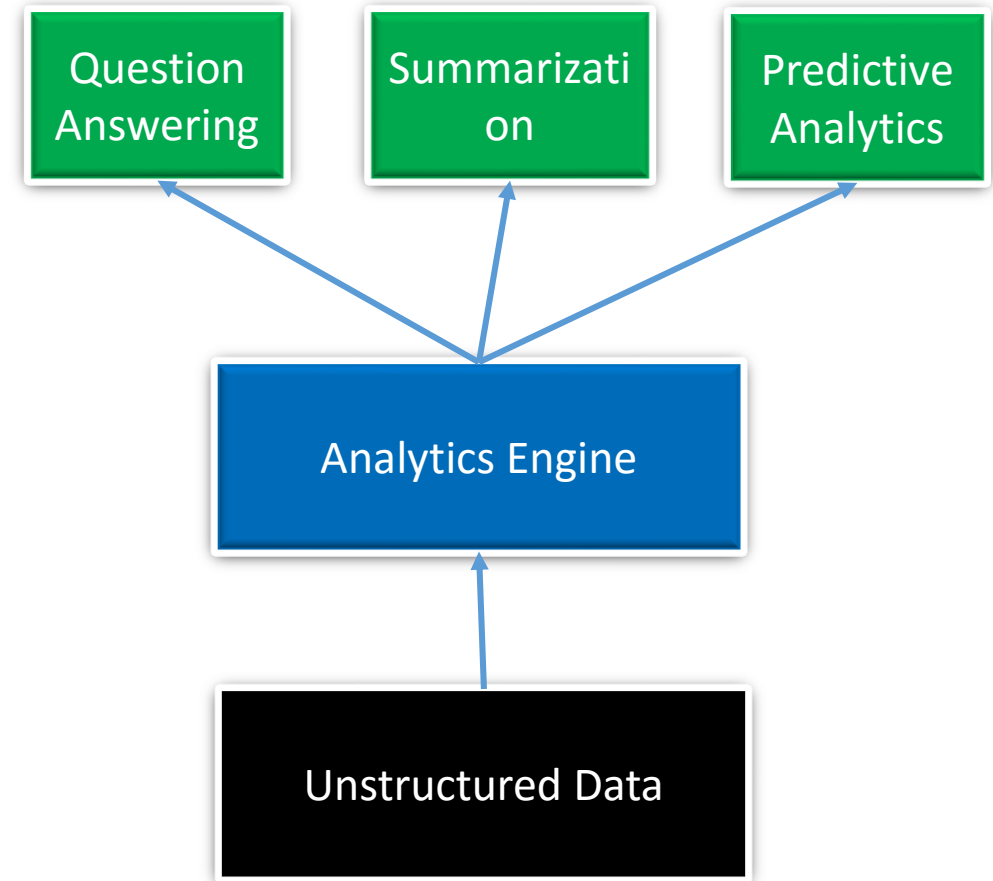 Question
Answering
Summarizati
on
Predictive
Analytics
Analytics Engine
Unstructured Data